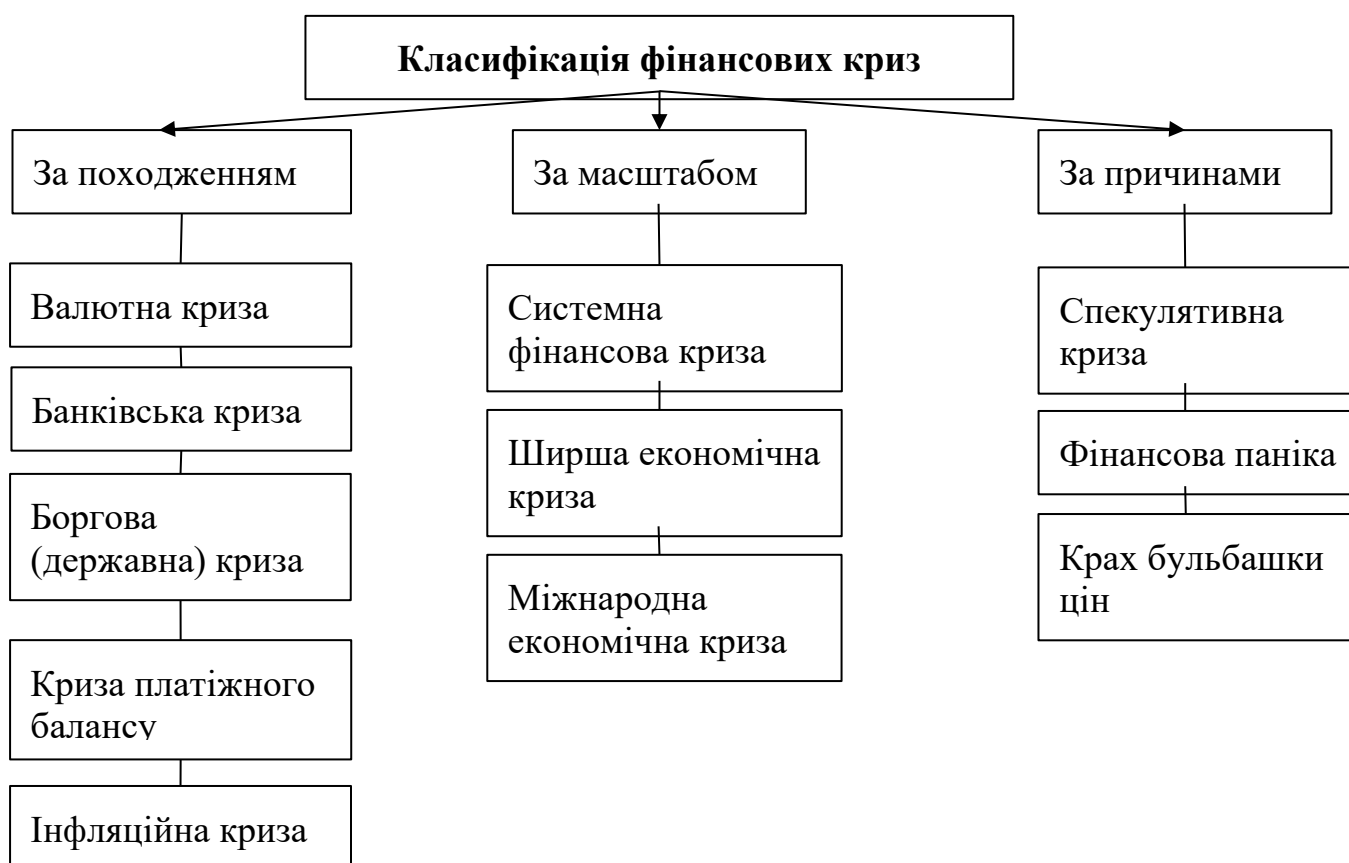 Класифікація фінансових криз
За походженням
Валютна криза
Банківська криза
Боргова
(державна) криза
Криза платіжного
балансу
Інфляційна криза
За масштабом
Системна
фінансова криза
Ширша економічна
криза
Міжнародна
економічна криза
За причинами
Спекулятивна
криза
Фінансова паніка
Крах бульбашки
цін